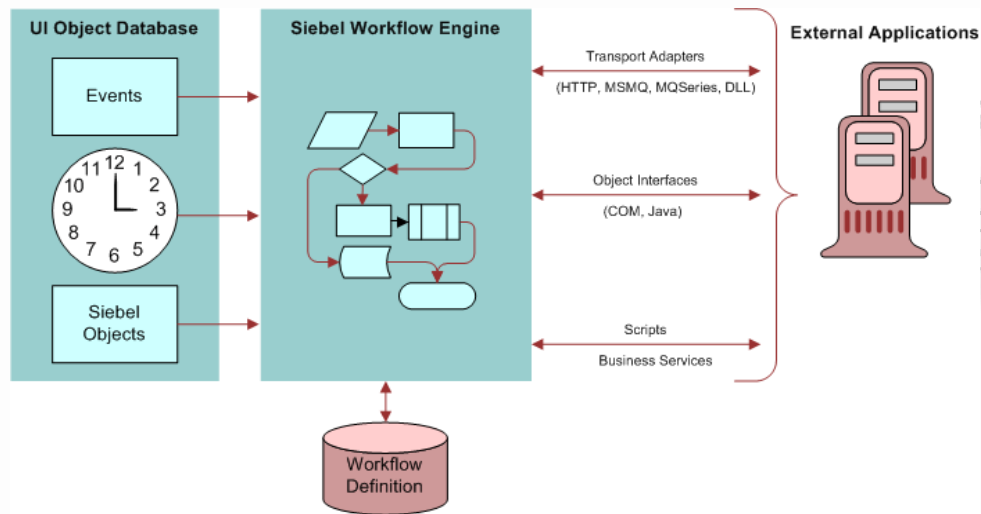 UI Object Database
Events
12
11
1
10
2
9
3
8
4
7
6
5
Siebel
Objects
Siebel Workflow Engine
Workflow
Definition
Transport Adapters
(HTTP, MSMQ, MQSeries, DLL)
Object Interfaces
(COM, Java)
Scripts
Business Services
External Applications